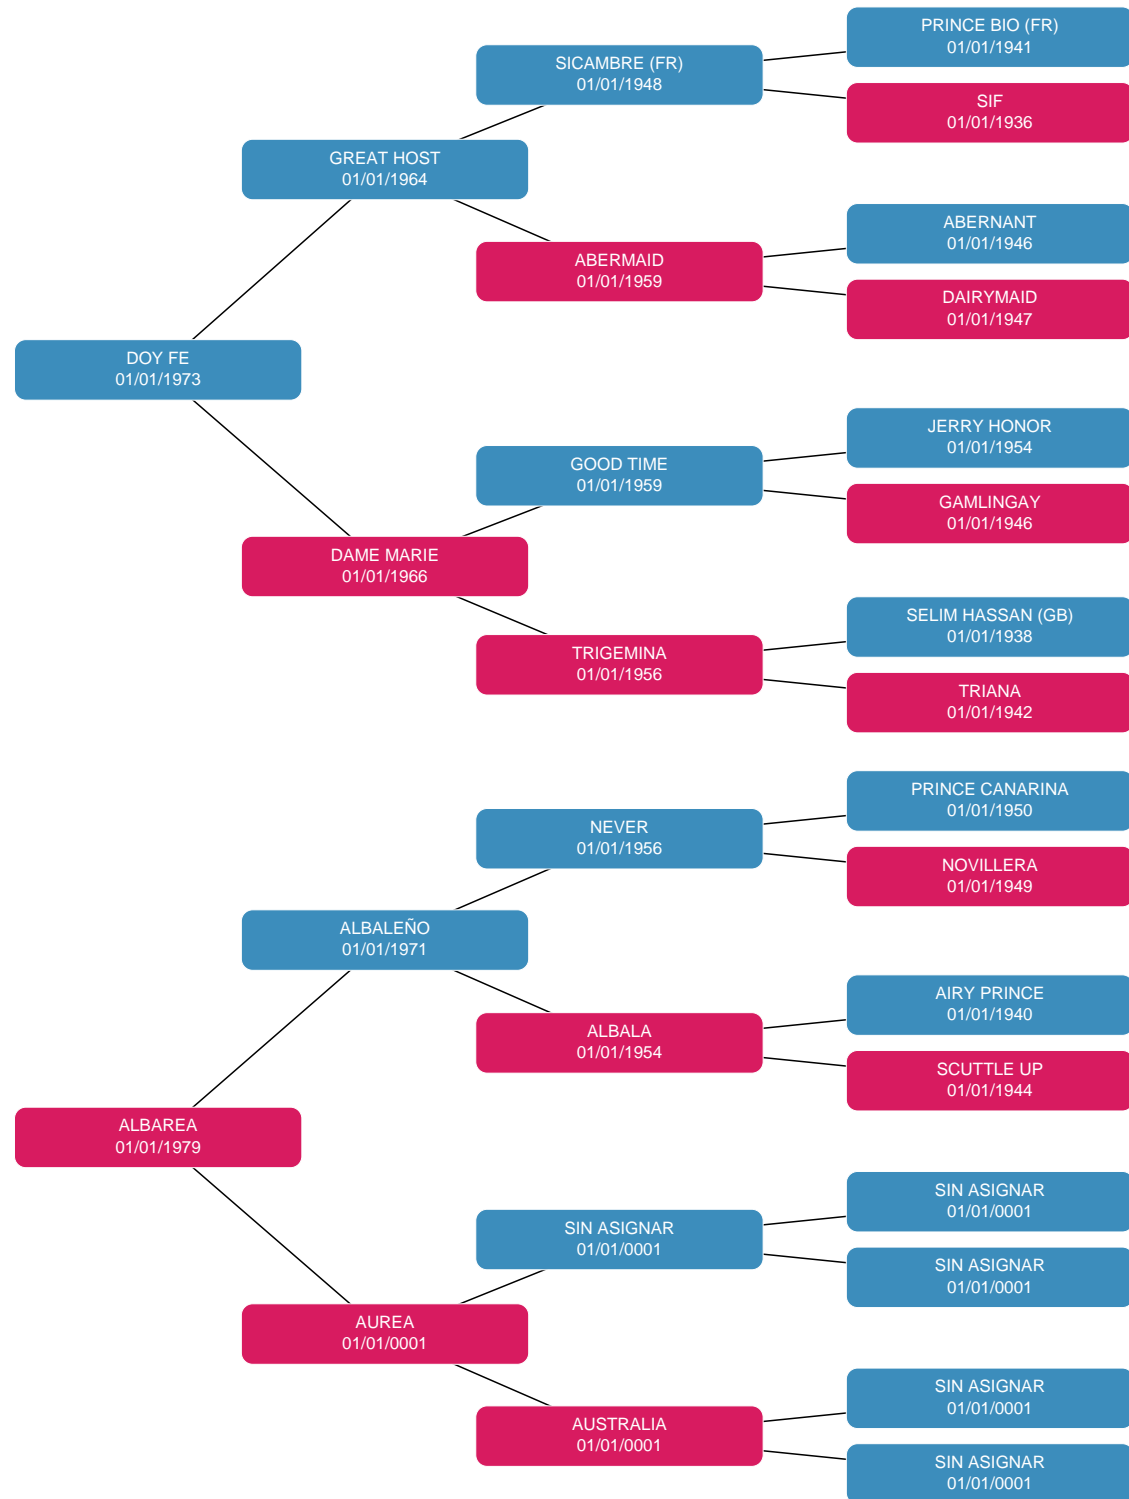 PRINCE BIO (FR)
01/01/1941
SICAMBRE (FR)
01/01/1948
SIF
01/01/1936
GREAT HOST
01/01/1964
ABERNANT
01/01/1946
ABERMAID
01/01/1959
DAIRYMAID
01/01/1947
DOY FE
01/01/1973
JERRY HONOR
01/01/1954
GOOD TIME
01/01/1959
GAMLINGAY
01/01/1946
DAME MARIE
01/01/1966
SELIM HASSAN (GB)
01/01/1938
TRIGEMINA
01/01/1956
TRIANA
01/01/1942
PRINCE CANARINA
01/01/1950
NEVER
01/01/1956
NOVILLERA
01/01/1949
ALBALEÑO
01/01/1971
AIRY PRINCE
01/01/1940
ALBALA
01/01/1954
SCUTTLE UP
01/01/1944
ALBAREA
01/01/1979
SIN ASIGNAR
01/01/0001
SIN ASIGNAR
01/01/0001
SIN ASIGNAR
01/01/0001
AUREA
01/01/0001
SIN ASIGNAR
01/01/0001
AUSTRALIA
01/01/0001
SIN ASIGNAR
01/01/0001